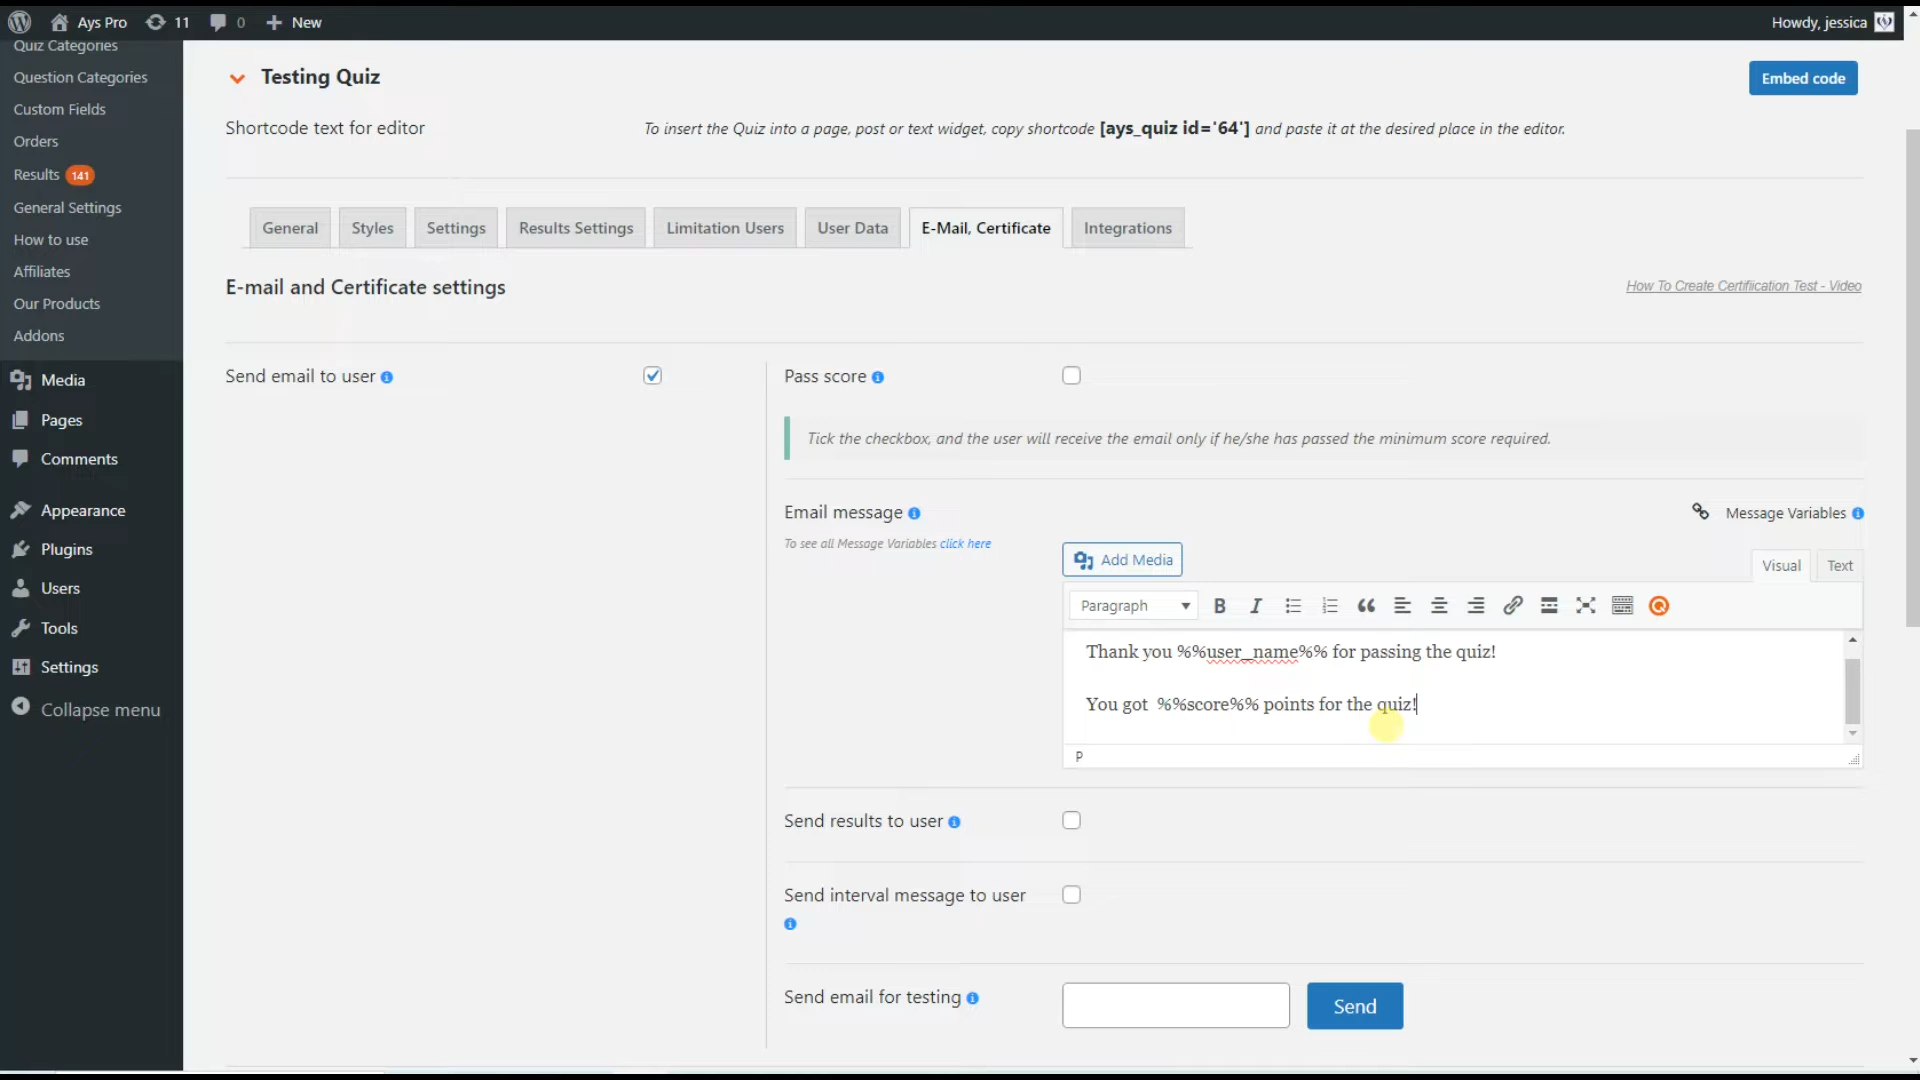 Ays Pro
11
0
New
Howdy, jessica
Quiz Categories
Question Categories
Custom Fields
Orders
Results 141
General Settings
How to use
Affiliates
Our Products
Addons
Media
Pages
Comments
Appearance
Plugins
Users
Tools
Settings
Collapse menu
Testing Quiz
Embed code
Shortcode text for editor
To insert the Quiz into a page, post or text widget, copy shortcode [ays_quiz id='64'] and paste it at the desired place in the editor.
General
Styles
Settings
Results Settings
Limitation Users
User Data
E-Mail, Certificate
Integrations
E-mail and Certificate settings
How To Create Certifiication Test - Video
Send email to user
Pass score
Tick the checkbox, and the user will receive the email only if he/she has passed the minimum score required.
Email message
Message Variables
To see all Message Variables click here
Add Media
Visual
Text
Paragraph
Thank you %%user_name%% for passing the quiz!
You got  %%score%% points for the quiz!
P
Send results to user
Send interval message to user
Send email for testing
Send